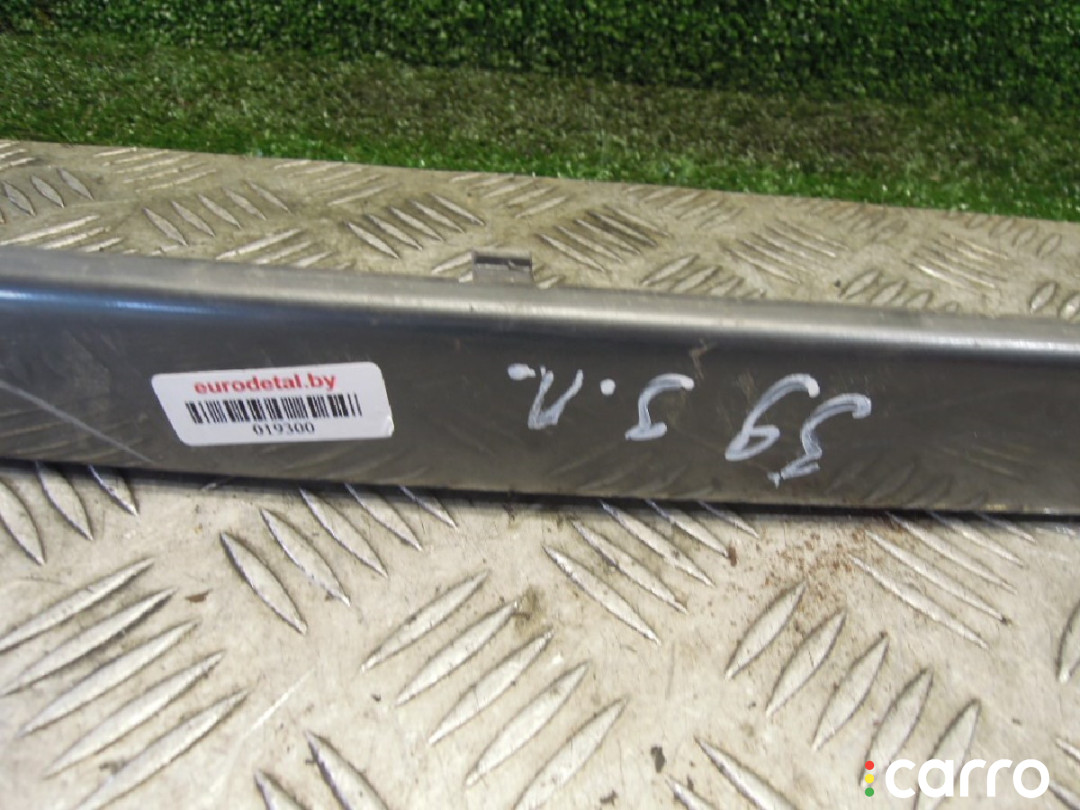 eurodetal.by
019300
39 З.п.
carro